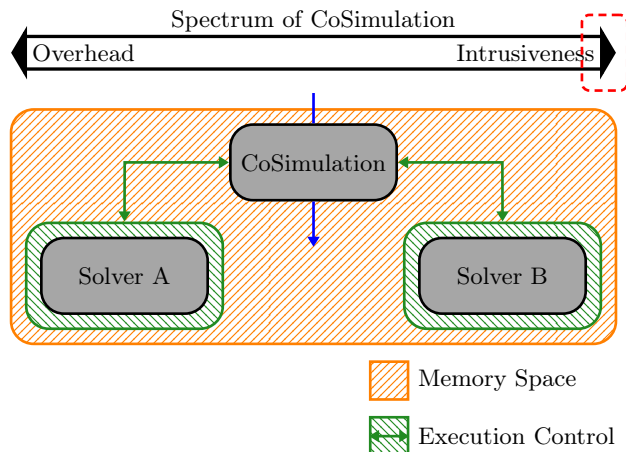 Spectrum of CoSimulation
Overhead Intrusiveness
CoSimulation
Solver A Solver B
Memory Space
Execution Control